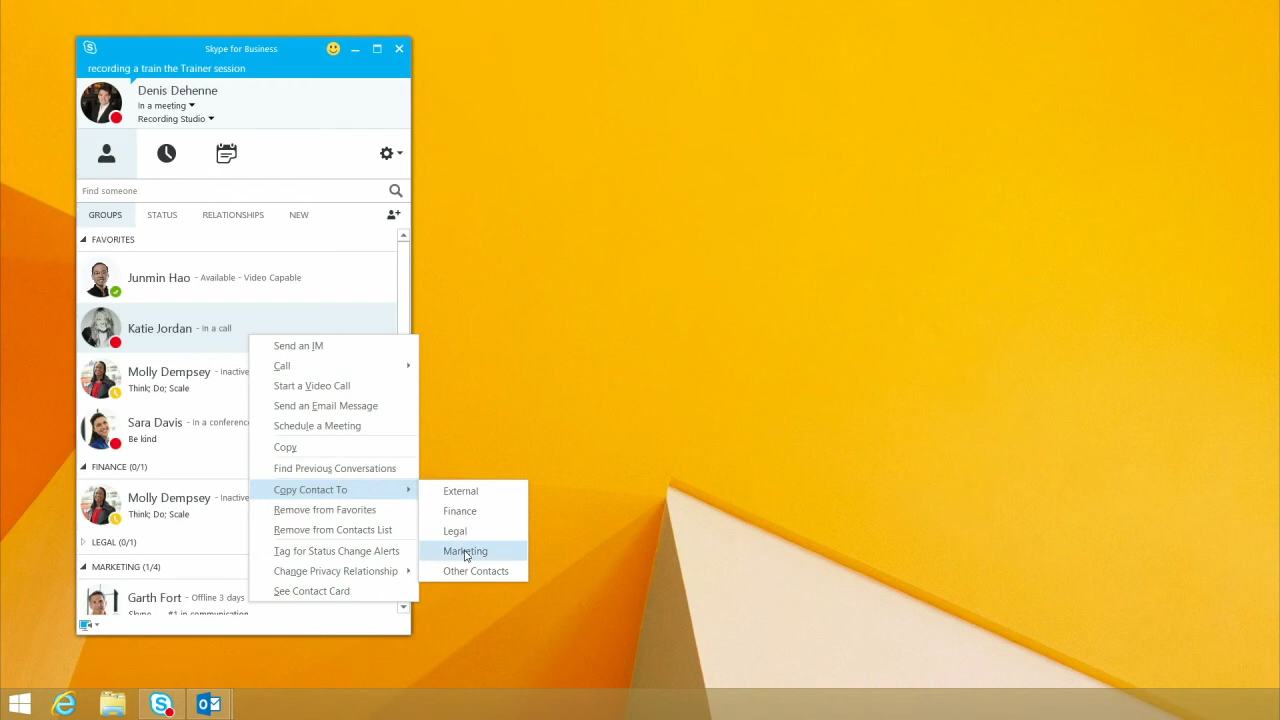 Skype for Business
recording a train the Trainer session
Denis Dehenne
In a meeting
Recording Studio
Find someone
GROUPS STATUS RELATIONSHIPS NEW
FAVORITES
Junmin Hao - Available - Video Capable
Katie Jordan - In a call
Molly Dempsey - Inactive
Think; Do; Scale
Sara Davis - In a conference
Be kind
FINANCE (0/1)
Molly Dempsey - Inactive
Think; Do; Scale
LEGAL (0/1)
MARKETING (1/4)
Garth Fort - Offline 3 days
Skype... #1 in communication
Send an IM
Call
Start a Video Call
Send an Email Message
Schedule a Meeting
Copy
Find Previous Conversations
Copy Contact To
Remove from Favorites
Remove from Contacts List
Tag for Status Change Alerts
Change Privacy Relationship
See Contact Card
External
Finance
Legal
Marketing
Other Contacts